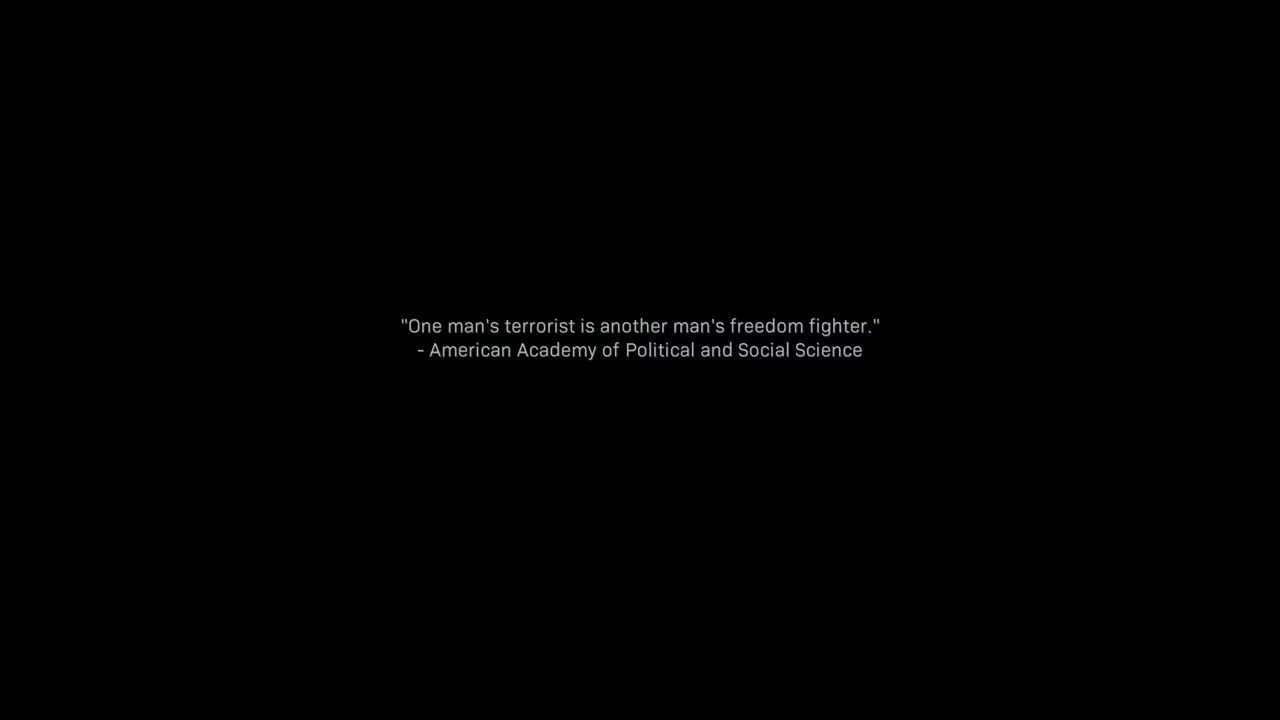 "One man's terrorist is another man's freedom fighter."
- American Academy of Political and Social Science